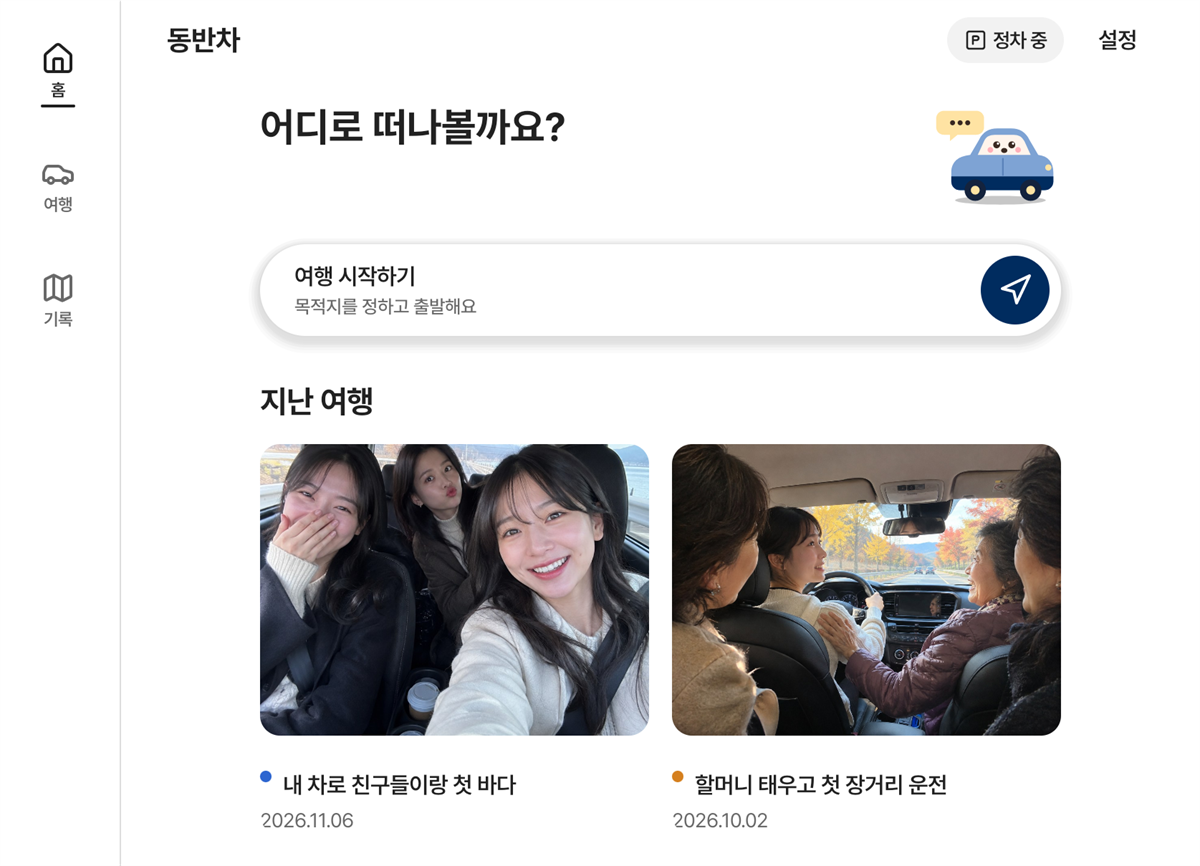 동반차
P 정차 중
설정
홈
여행
기록
어디로 떠나볼까요?
여행 시작하기
목적지를 정하고 출발해요
지난 여행
내 차로 친구들이랑 첫 바다
2026.11.06
할머니 태우고 첫 장거리 운전
2026.10.02